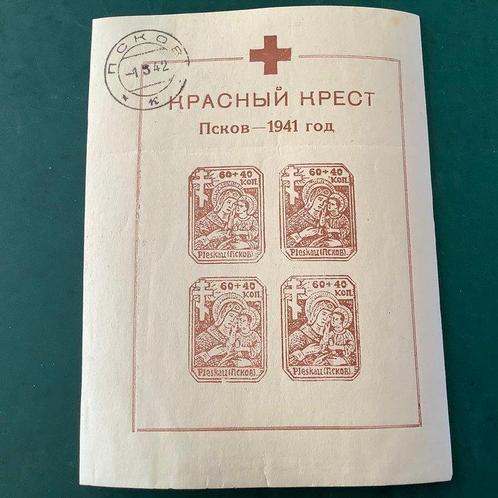 ПСКОВ
-1 5 42
* к *
КРАСНЫЙ КРЕСТ
Псков—1941 год
60+40
КОП.
Pleskau (Псков)
60+40
КОП.
Pleskau (Псков)
60+40
КОП.
Pleskau (Псков)
60+40
КОП.
Pleskau (Псков)